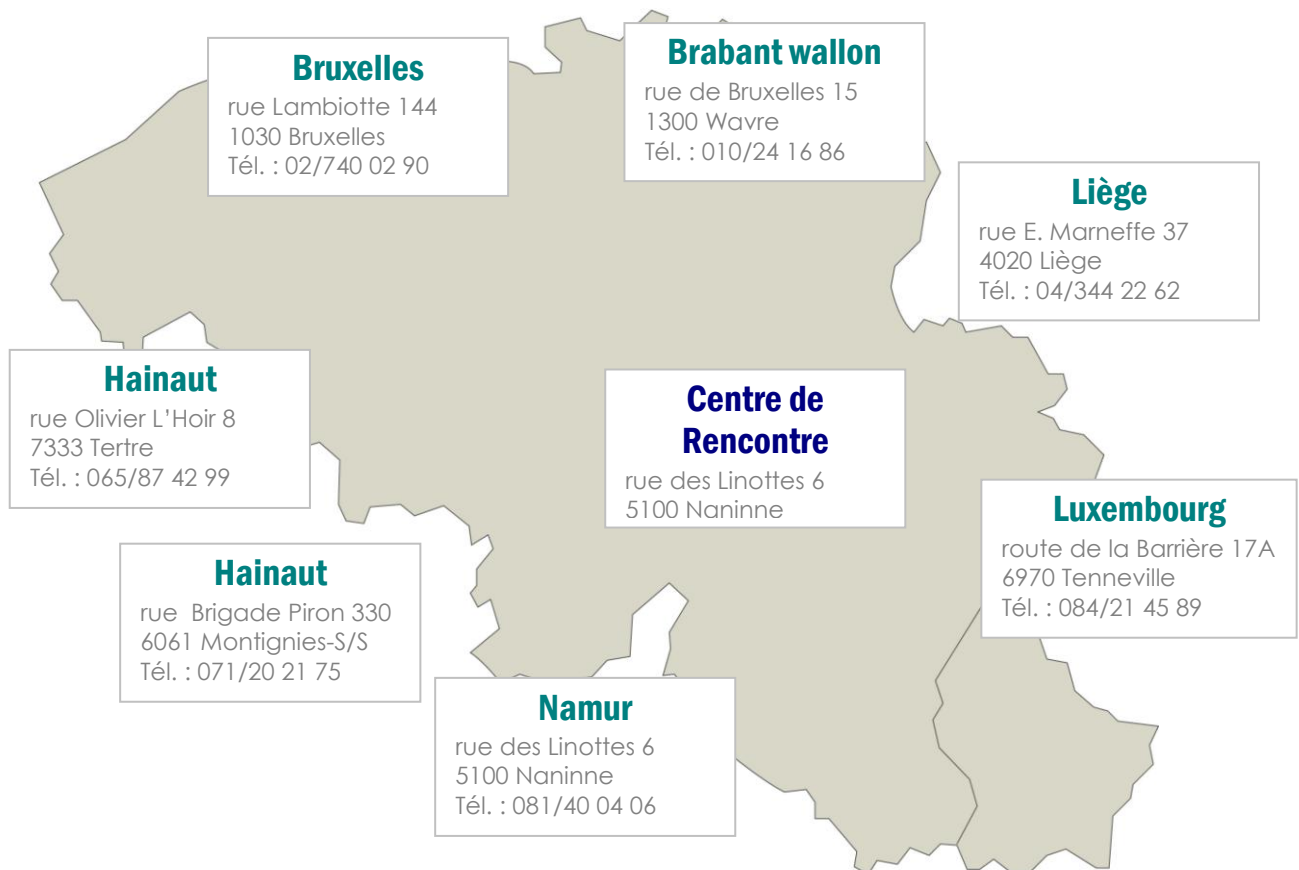 Bruxelles
rue Lambiotte 144
1030 Bruxelles
Tél. : 02/740 02 90
Brabant wallon
rue de Bruxelles 15
1300 Wavre
Tél. : 010/24 16 86
Liège
rue E. Marneffe 37
4020 Liège
Tél. : 04/344 22 62
Hainaut
rue Olivier L'Hoir 8
7333 Tertre
Tél. : 065/87 42 99
Centre de
Rencontre
rue des Linottes 6
5100 Naninne
Luxembourg
route de la Barrière 17A
6970 Tenneville
Tél. : 084/21 45 89
Hainaut
rue Brigade Piron 330
6061 Montignies-S/S
Tél. : 071/20 21 75
Namur
rue des Linottes 6
5100 Naninne
Tél. : 081/40 04 06